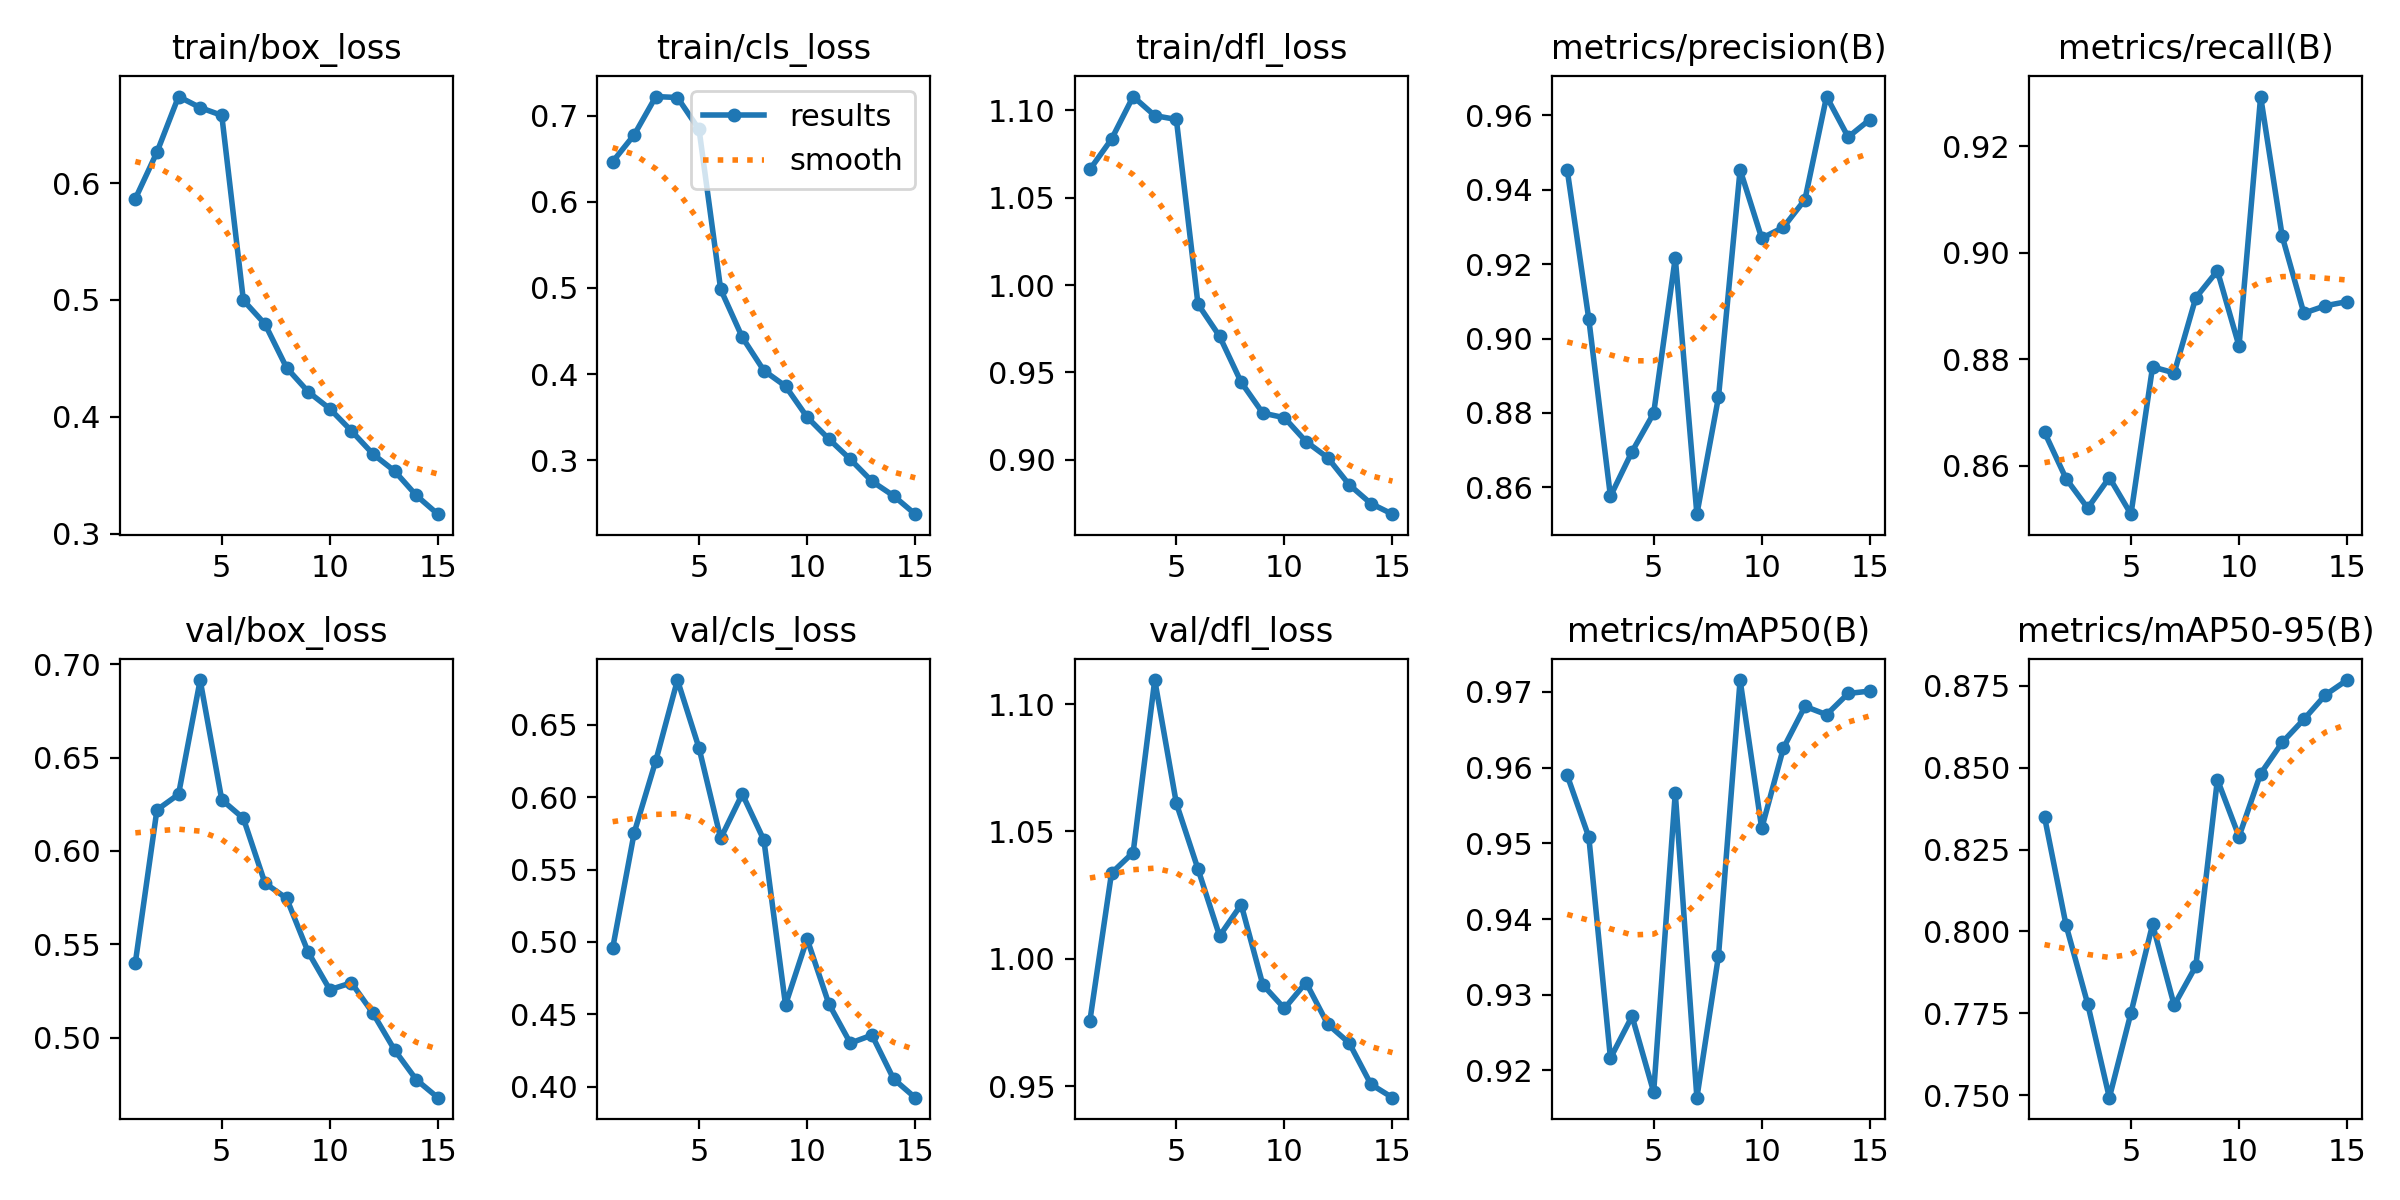 train/box_loss
0.6
0.5
0.4
0.3
5 10 15
train/cls_loss
results
smooth
0.7
0.6
0.5
0.4
0.3
5 10 15
train/dfl_loss
1.10
1.05
1.00
0.95
0.90
5 10 15
metrics/precision(B)
0.96
0.94
0.92
0.90
0.88
0.86
5 10 15
metrics/recall(B)
0.92
0.90
0.88
0.86
5 10 15
val/box_loss
0.70
0.65
0.60
0.55
0.50
5 10 15
val/cls_loss
0.65
0.60
0.55
0.50
0.45
0.40
5 10 15
val/dfl_loss
1.10
1.05
1.00
0.95
5 10 15
metrics/mAP50(B)
0.97
0.96
0.95
0.94
0.93
0.92
5 10 15
metrics/mAP50-95(B)
0.875
0.850
0.825
0.800
0.775
0.750
5 10 15